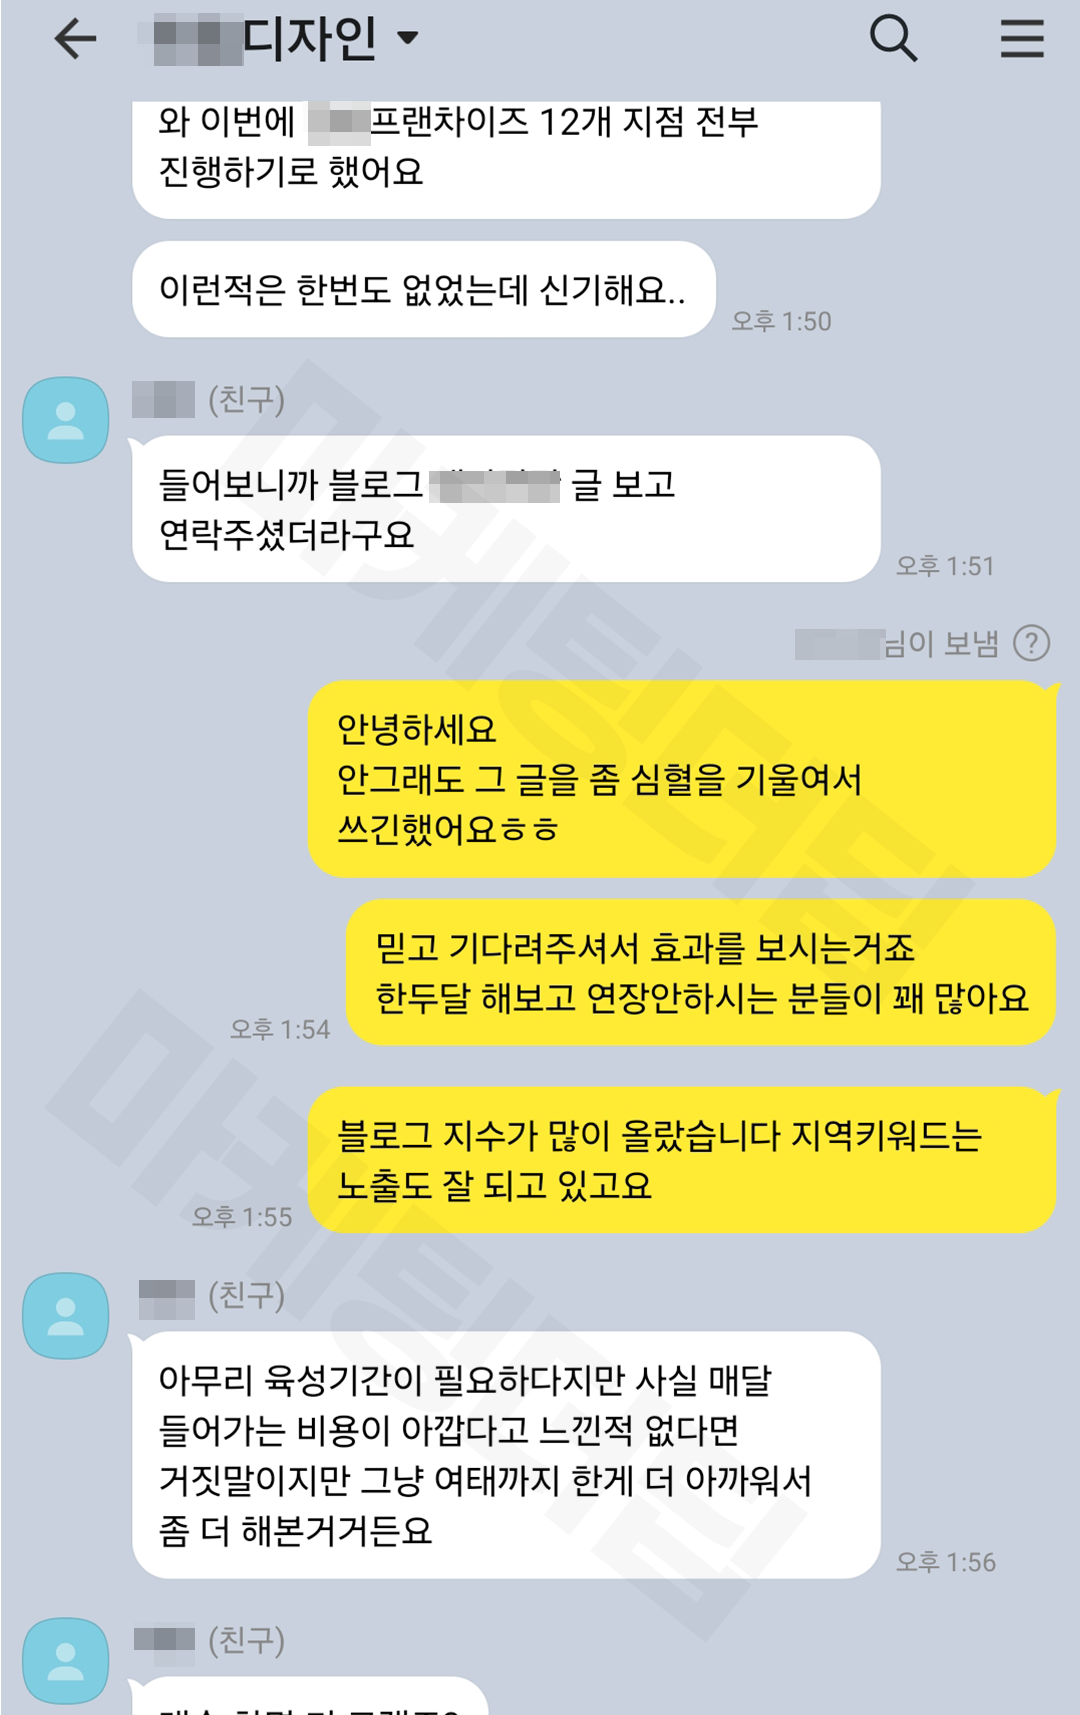 디자인
와 이번에 프랜차이즈 12개 지점 전부
진행하기로 했어요
이런적은 한번도 없었는데 신기해요..
오후 1:50
(친구)
들어보니까 블로그 글 보고
연락주셨더라구요
오후 1:51
님이 보냄 ?
안녕하세요
안그래도 그 글을 좀 심혈을 기울여서
쓰긴했어요ㅎㅎ
믿고 기다려주셔서 효과를 보시는거죠
한두달 해보고 연장안하시는 분들이 꽤 많아요
오후 1:54
블로그 지수가 많이 올랐습니다 지역키워드는
노출도 잘 되고 있고요
오후 1:55
(친구)
아무리 육성기간이 필요하다지만 사실 매달
들어가는 비용이 아깝다고 느낀적 없다면
거짓말이지만 그냥 여태까지 한게 더 아까워서
좀 더 해본거거든요
오후 1:56
(친구)
마케팅더팀
마케팅더팀